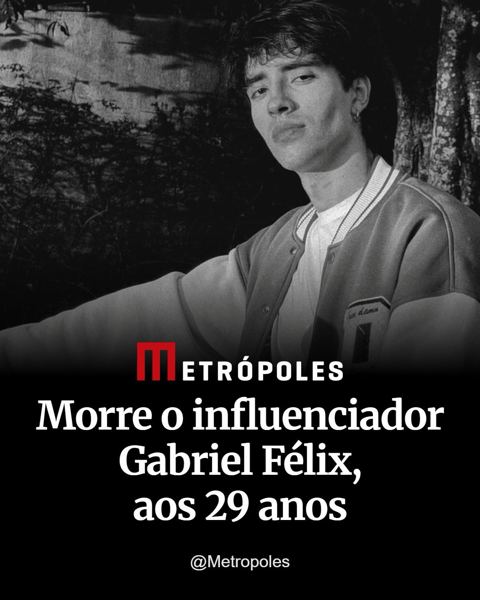 METRÓPOLES
Morre o influenciador
Gabriel Félix,
aos 29 anos
@Metropoles